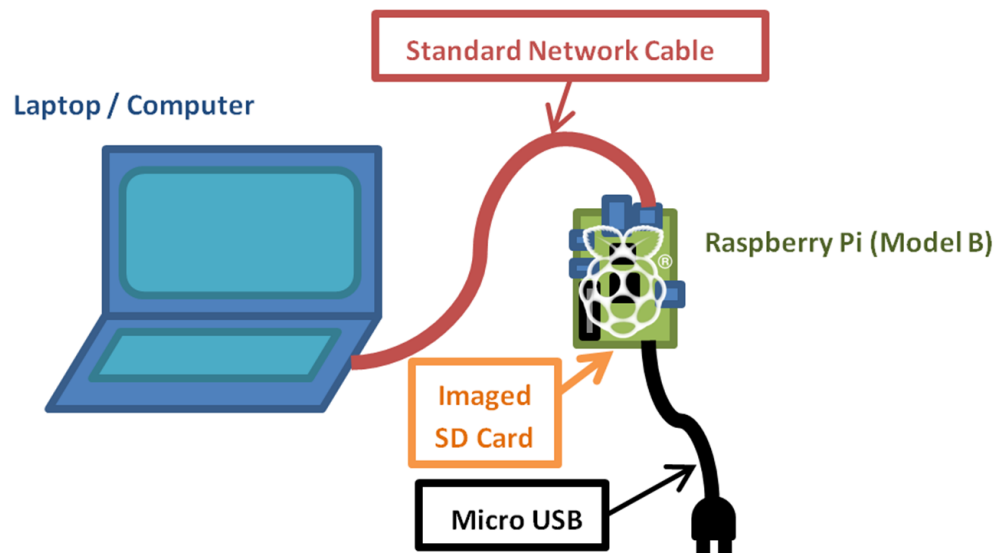 Standard Network Cable
Laptop / Computer
Raspberry Pi (Model B)
®
Imaged
SD Card
Micro USB